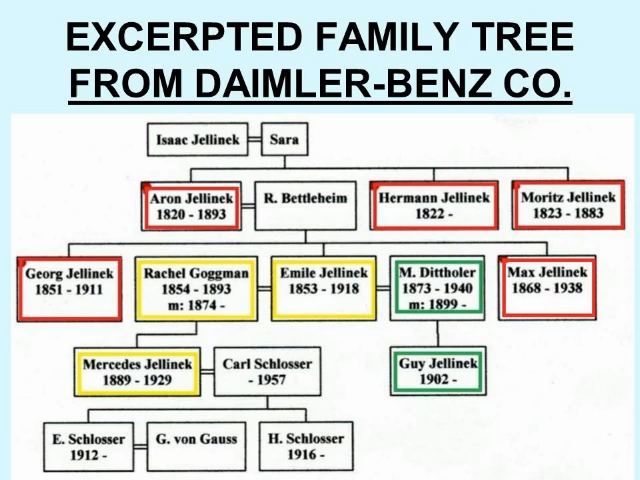 EXCERPTED FAMILY TREE
FROM DAIMLER-BENZ CO.
Isaac Jellinek
Sara
Aron Jellinek
1820 - 1893
R. Bettleheim
Hermann Jellinek
1822 -
Moritz Jellinek
1823 - 1883
Georg Jellinek
1851 - 1911
Rachel Goggman
1854 - 1893
m: 1874 -
Emile Jellinek
1853 - 1918
M. Dittholer
1873 - 1940
m: 1899 -
Max Jellinek
1868 - 1938
Mercedes Jellinek
1889 - 1929
Carl Schlosser
- 1957
Guy Jellinek
1902 -
E. Schlosser
1912 -
G. von Gauss
H. Schlosser
1916 -